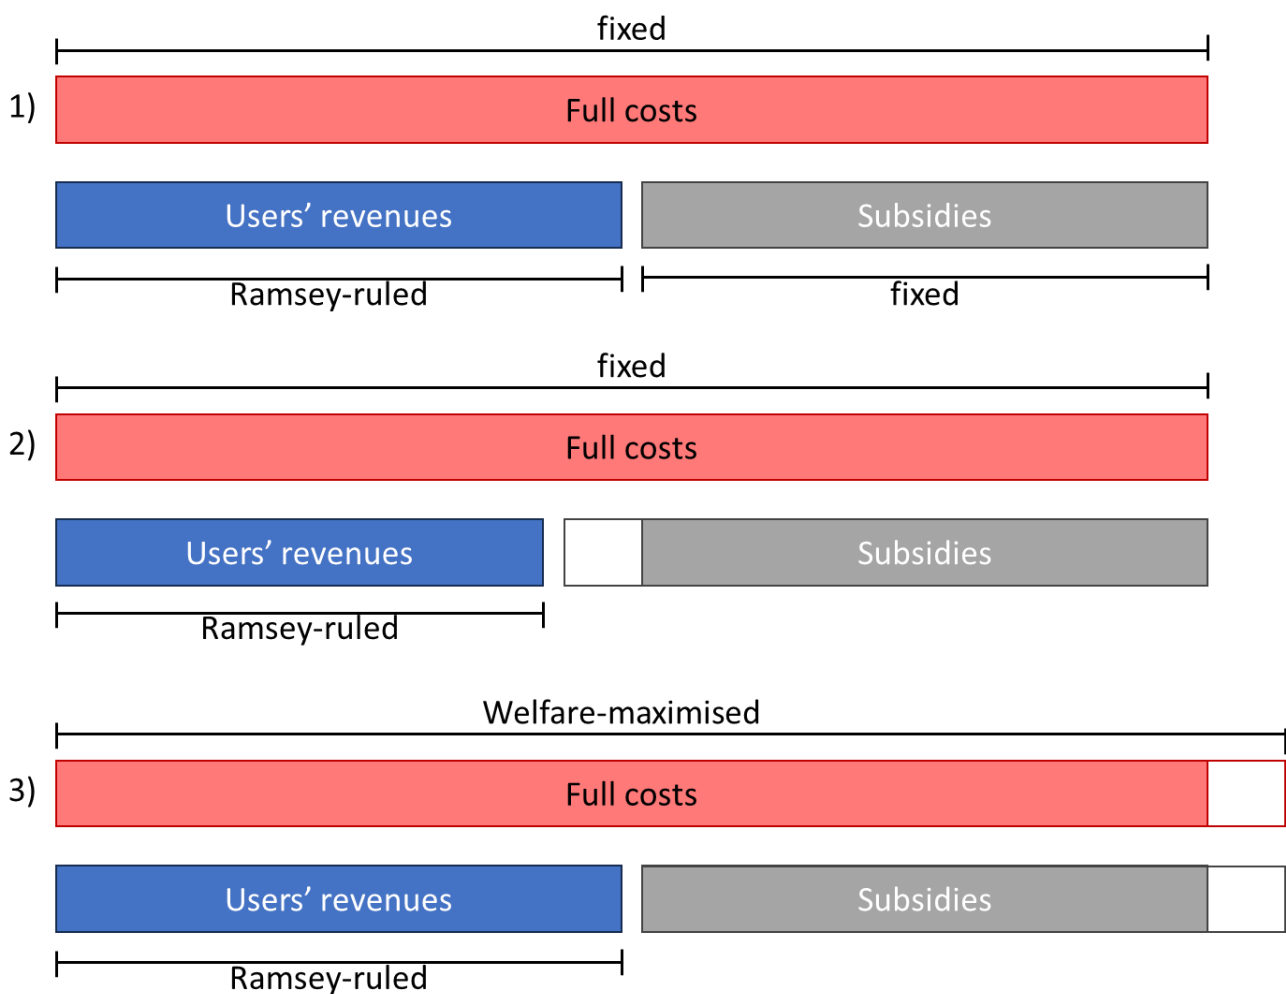 fixed
1)
Full costs
Users’ revenues
Subsidies
Ramsey-ruled
fixed
fixed
2)
Full costs
Users’ revenues
Subsidies
Ramsey-ruled
Welfare-maximised
3)
Full costs
Users’ revenues
Subsidies
Ramsey-ruled